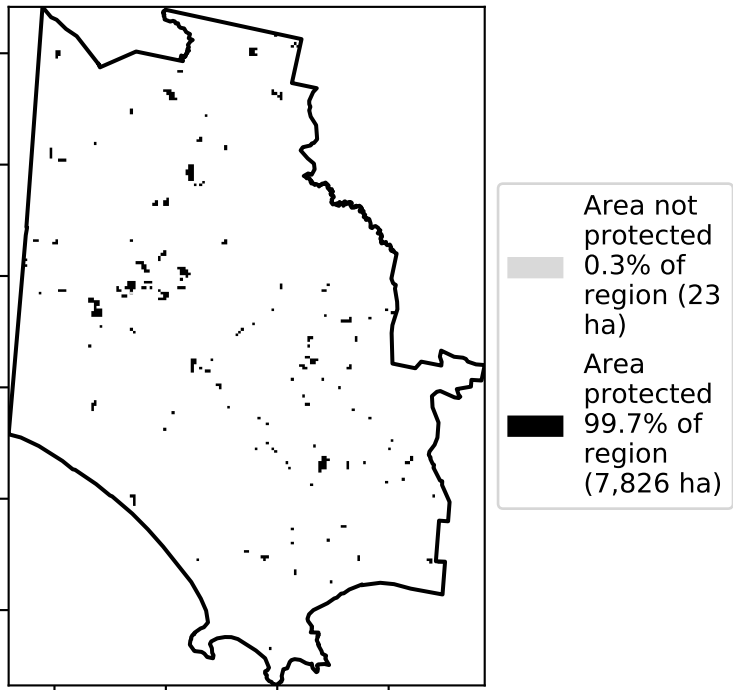 Area not
protected
0.3% of
region (23
ha)
Area
protected
99.7% of
region
(7,826 ha)